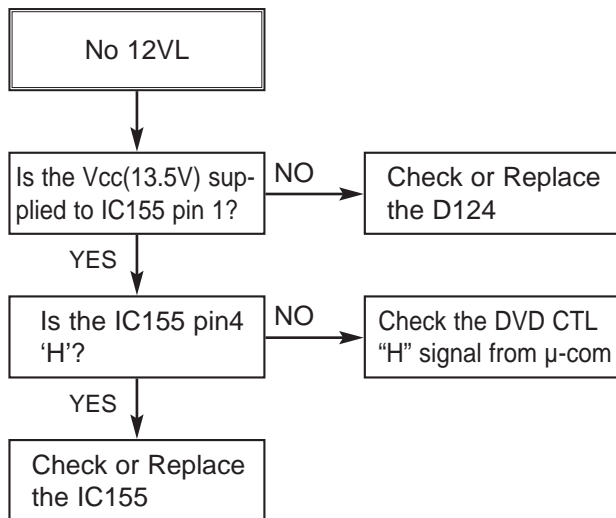 No 12VL
Is the Vcc(13.5V) sup-
plied to IC155 pin 1?
NO
Check or Replace
the D124
YES
Is the IC155 pin4
‘H’?
NO
Check the DVD CTL
“H” signal from µ-com
YES
Check or Replace
the IC155